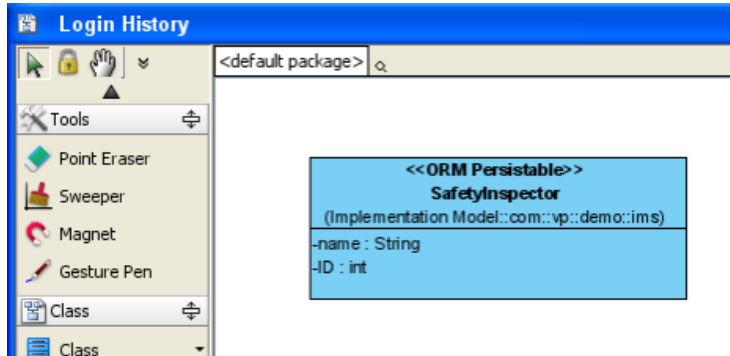 Login History
<default package>
Tools
Point Eraser
Sweeper
Magnet
Gesture Pen
Class
Class
<<ORM Persistable>>
SafetyInspector
(Implementation Model::com::vp::demo::ims)
-name : String
-ID : int